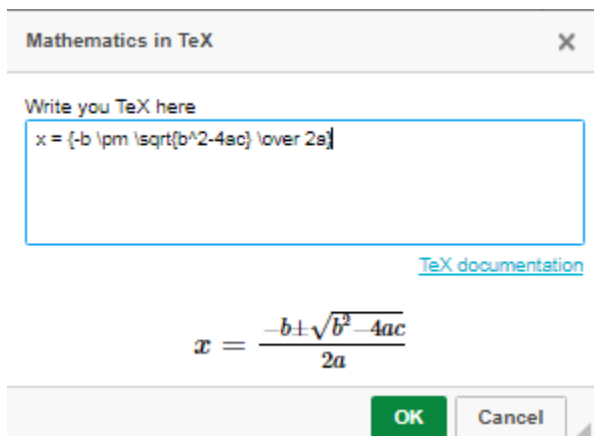 Mathematics in TeX ×
Write you TeX here
x = {-b \pm \sqrt{b^2-4ac} \over 2a}
TeX documentation
x = −b±√b²−4ac / 2a
OK Cancel